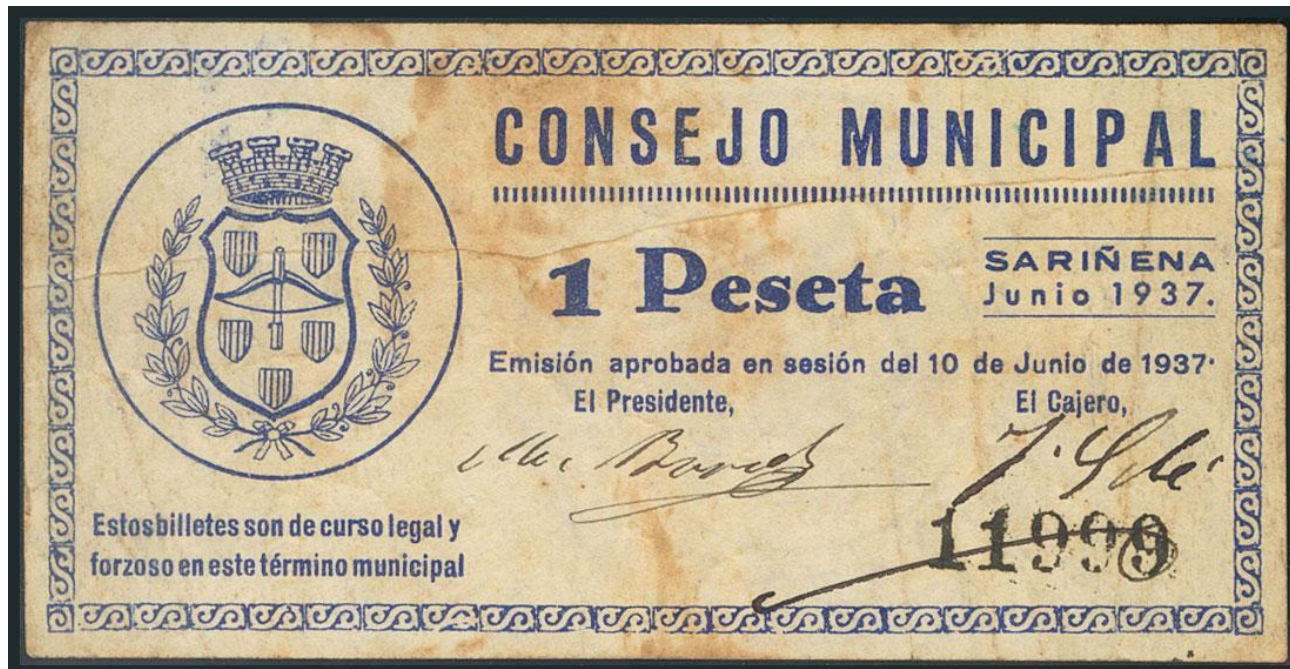 CONSEJO MUNICIPAL
1 Peseta
SARIÑENA
Junio 1937.
Emisión aprobada en sesión del 10 de Junio de 1937.
El Presidente,
El Cajero,
11999
Estosbilletes son de curso legal y
forzoso en este término municipal